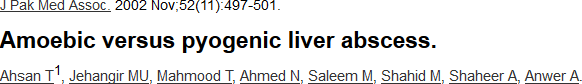 J Pak Med Assoc. 2002 Nov;52(11):497-501.
Amoebic versus pyogenic liver abscess.
Ahsan T1, Jehangir MU, Mahmood T, Ahmed N, Saleem M, Shahid M, Shaheer A, Anwer A.